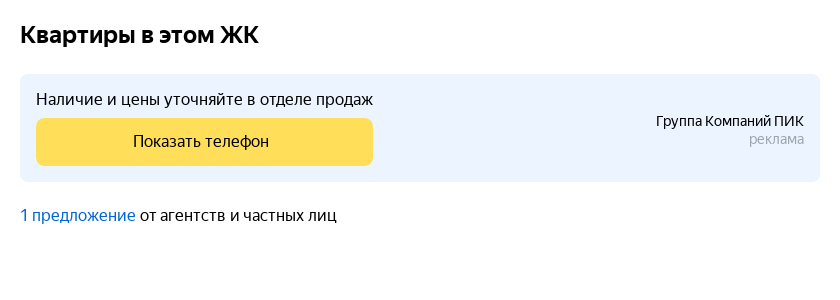 Квартиры в этом ЖК
Наличие и цены уточняйте в отделе продаж
Показать телефон
Группа Компаний ПИК
реклама
1 предложение от агентств и частных лиц